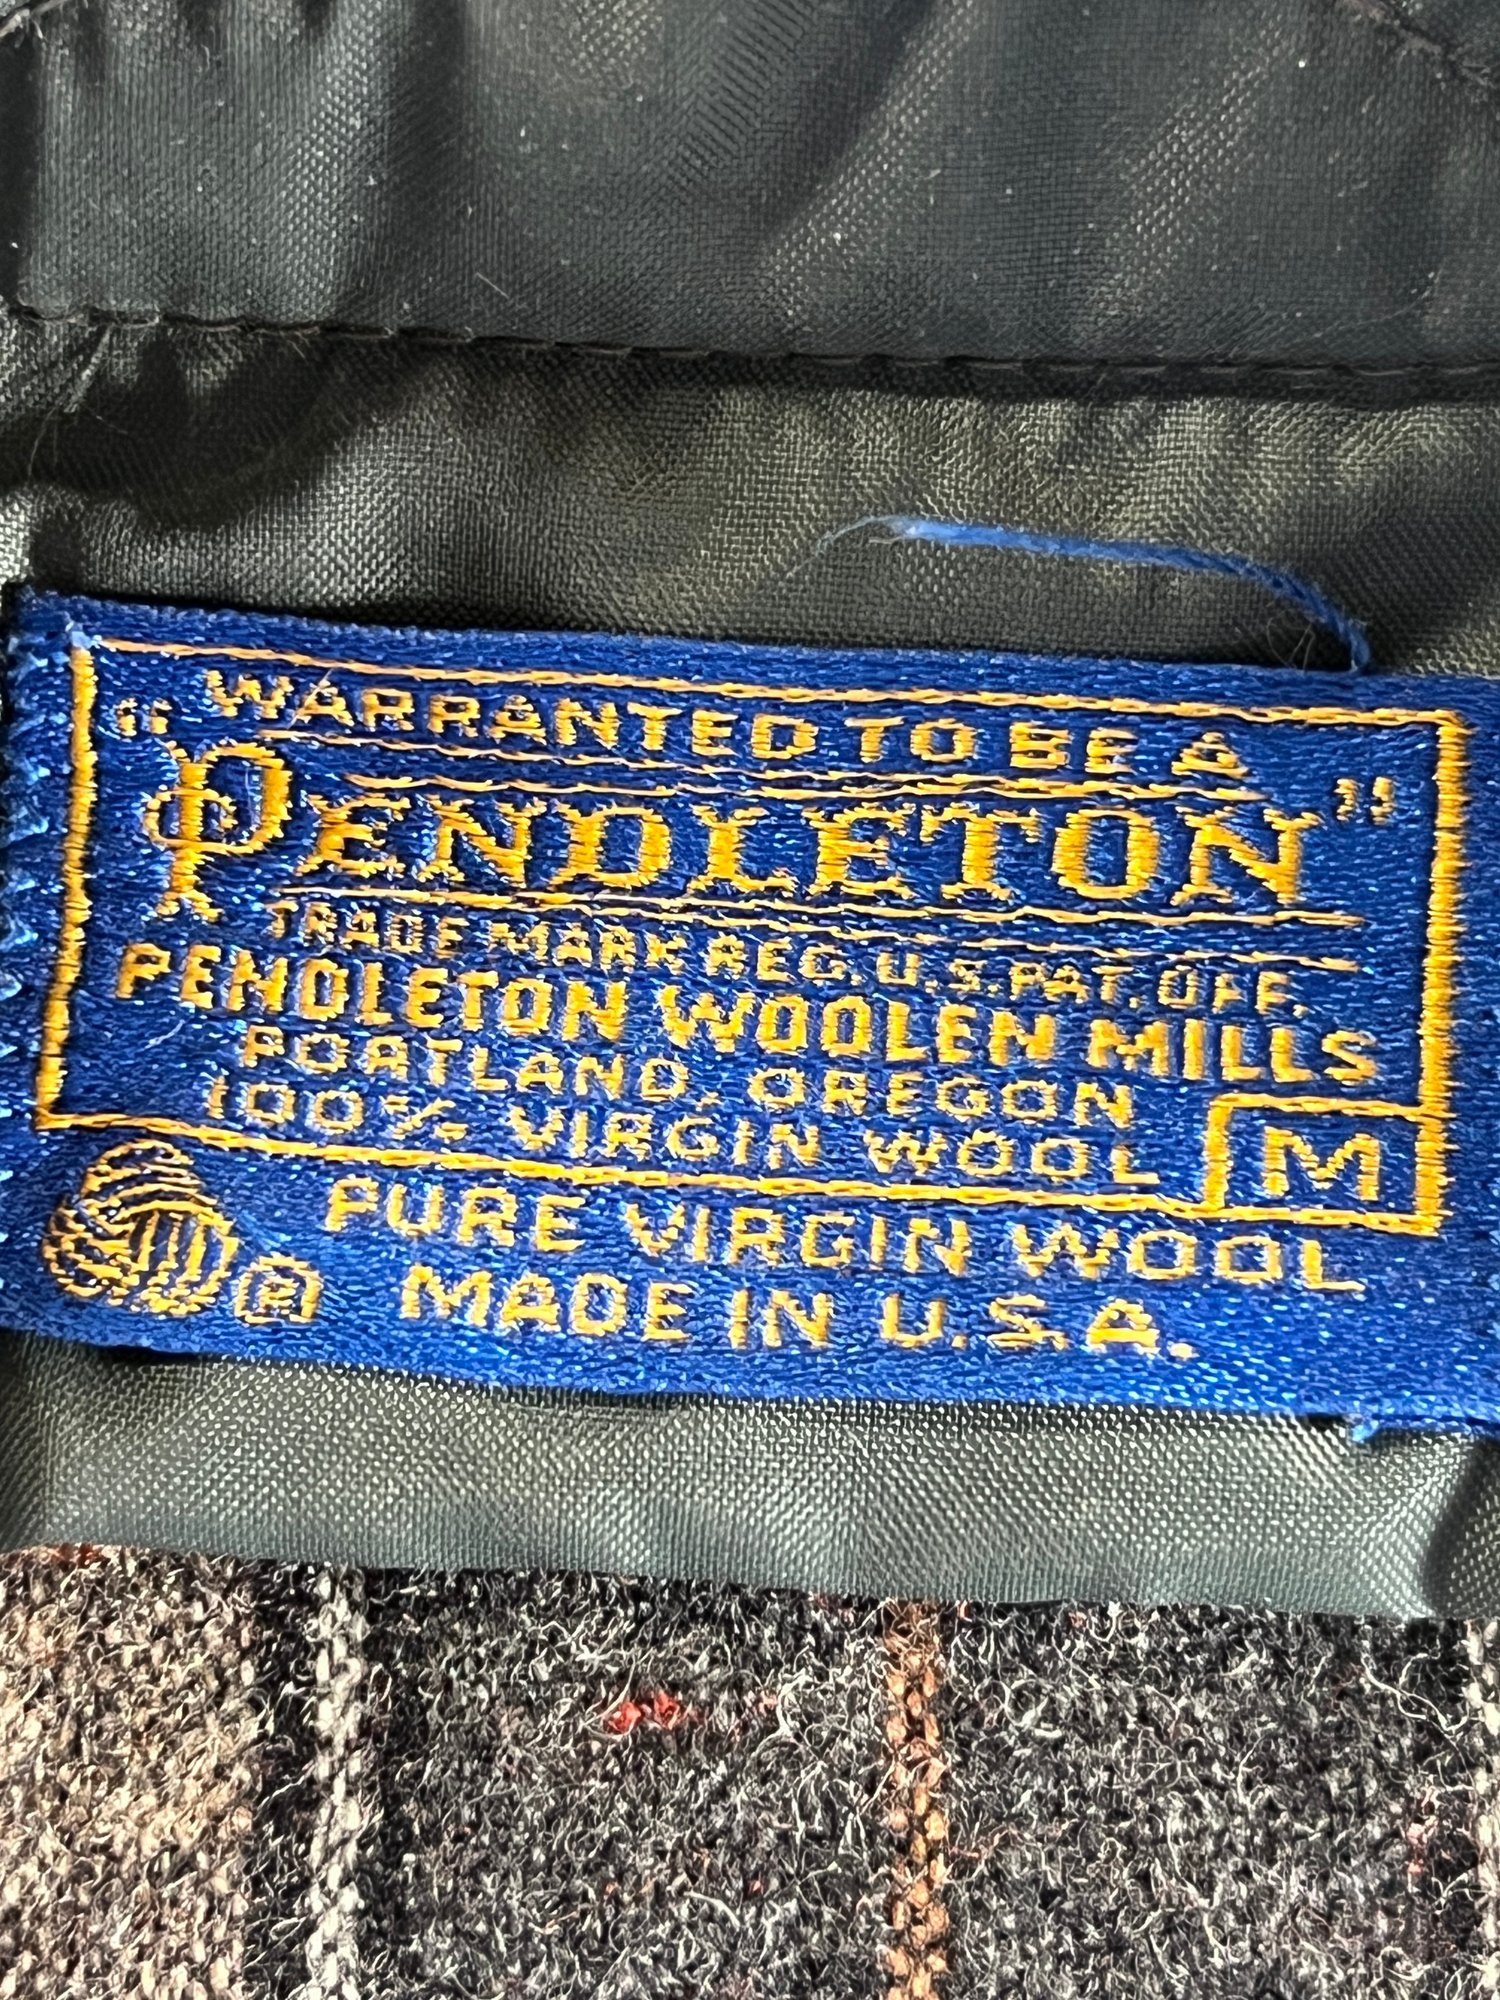 WARRANTED TO BE A
"PENDLETON"
TRADE MARK REG. U.S. PAT. OFF.
PENDLETON WOOLEN MILLS
PORTLAND, OREGON
100% VIRGIN WOOL
M
PURE VIRGIN WOOL
R MADE IN U.S.A.